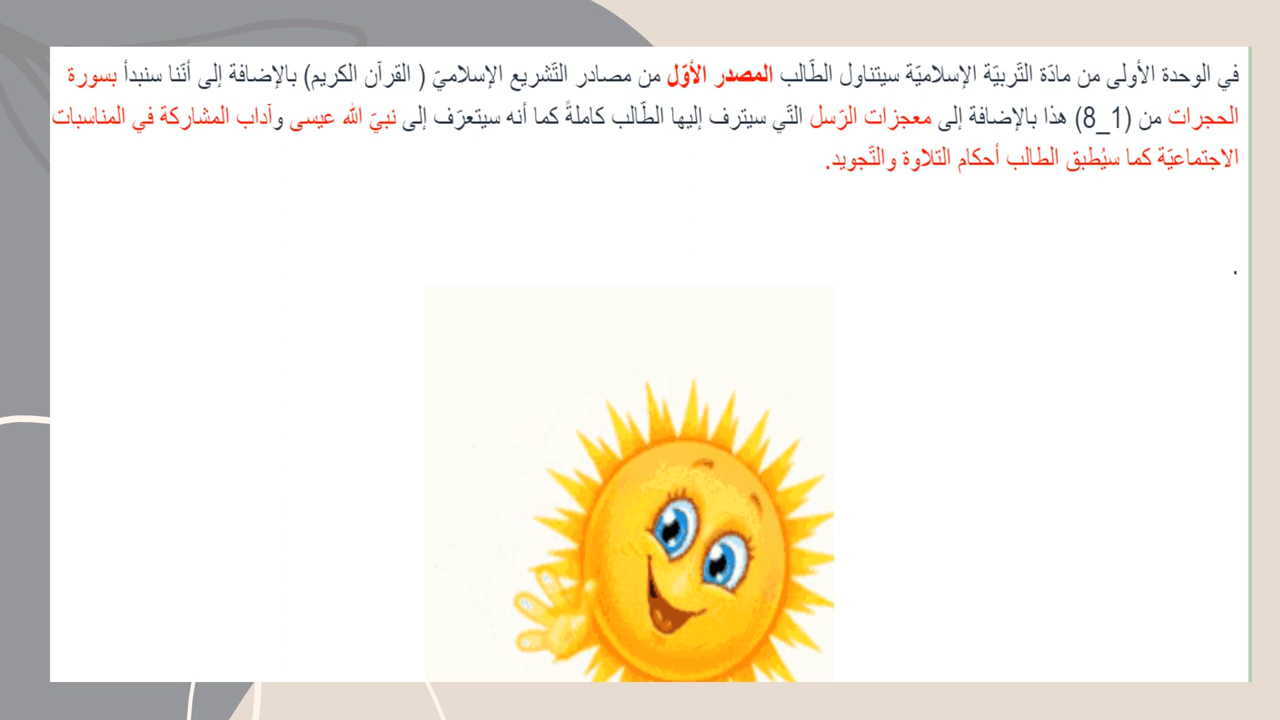 في الوحدة الأولى من مادّة التّربيّة الإسلاميّة سيتناول الطّالب المصدر الأوّل من مصادر التّشريع الإسلاميّ ( القرآن الكريم) بالإضافة إلى أنّنا سنبدأ بسورة
الحجرات من (1_8) هذا بالإضافة إلى معجزات الرّسل التّي سيترف إليها الطّالب كاملةً كما أنه سيتعرّف إلى نبيّ الله عيسى وآداب المشاركة في المناسبات
الاجتماعيّة كما سيُطبق الطالب أحكام التلاوة والتّجويد.
.